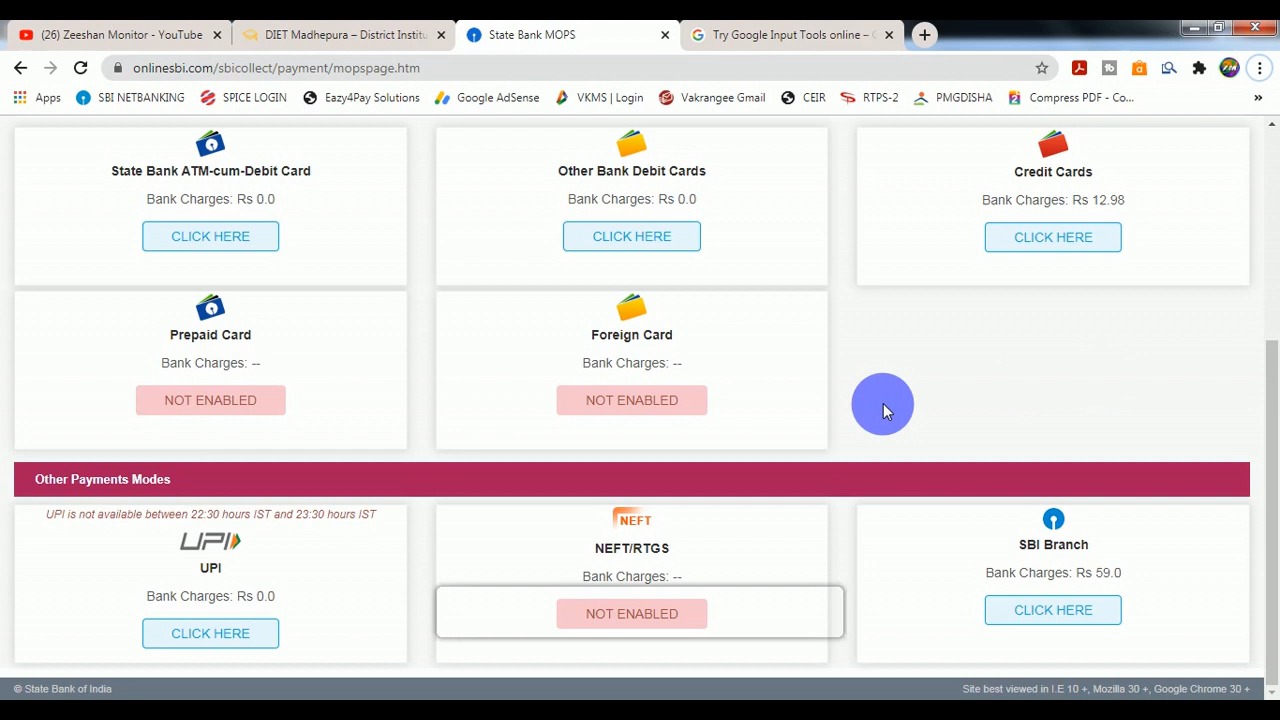 (26) Zeeshan Monitor - YouTube
DIET Madhepura – District Institu
State Bank MOPS
Try Google Input Tools online –
onlinesbi.com/sbicollect/payment/mopspage.htm
Apps
SBI NETBANKING
SPICE LOGIN
Eazy4Pay Solutions
Google AdSense
VKMS | Login
Vakrangee Gmail
CEIR
RTPS-2
PMGDISHA
Compress PDF - Co...
State Bank ATM-cum-Debit Card
Bank Charges: Rs 0.0
CLICK HERE
Other Bank Debit Cards
Bank Charges: Rs 0.0
CLICK HERE
Credit Cards
Bank Charges: Rs 12.98
CLICK HERE
Prepaid Card
Bank Charges: --
NOT ENABLED
Foreign Card
Bank Charges: --
NOT ENABLED
Other Payments Modes
UPI is not available between 22:30 hours IST and 23:30 hours IST
UPI
UPI
Bank Charges: Rs 0.0
CLICK HERE
NEFT
NEFT/RTGS
Bank Charges: --
NOT ENABLED
SBI Branch
Bank Charges: Rs 59.0
CLICK HERE
© State Bank of India
Site best viewed in I.E 10 +, Mozilla 30 +, Google Chrome 30 +